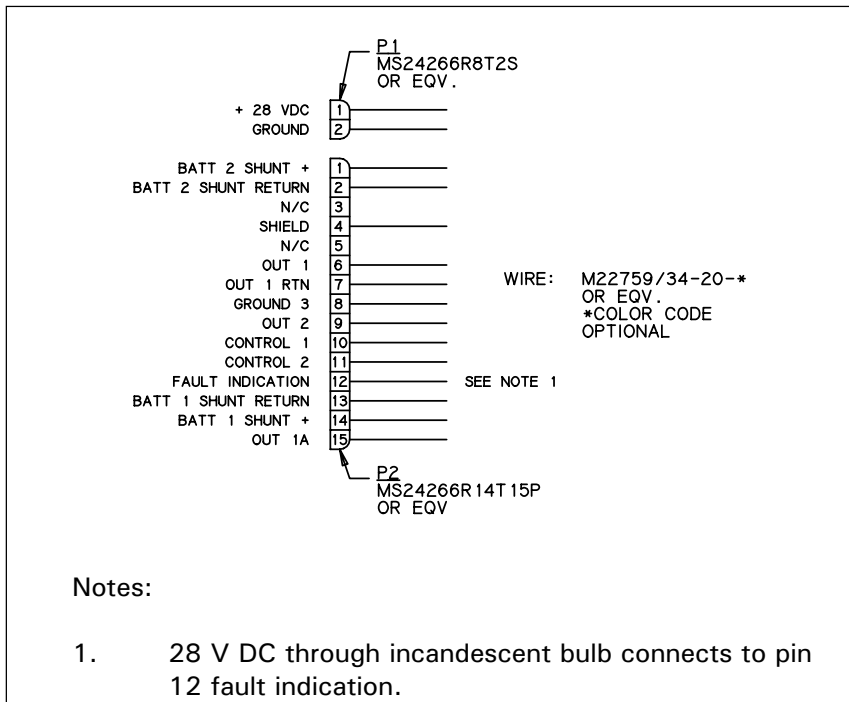 P1
MS24266R8T2S
OR EQV.
+ 28 VDC 1
GROUND 2
BATT 2 SHUNT + 1
BATT 2 SHUNT RETURN 2
N/C 3
SHIELD 4
N/C 5
OUT 1 6
OUT 1 RTN 7
GROUND 3 8
OUT 2 9
CONTROL 1 10
CONTROL 2 11
FAULT INDICATION 12 SEE NOTE 1
BATT 1 SHUNT RETURN 13
BATT 1 SHUNT + 14
OUT 1A 15
WIRE: M22759/34-20-*
OR EQV.
*COLOR CODE
OPTIONAL
P2
MS24266R14T15P
OR EQV
Notes:
1. 28 V DC through incandescent bulb connects to pin
12 fault indication.